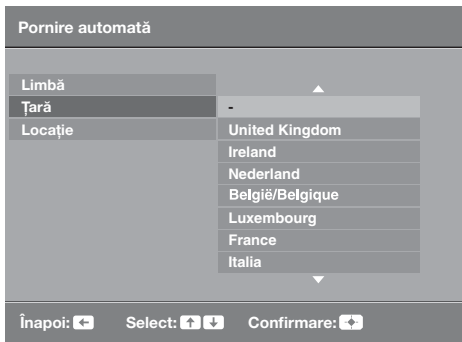 Pornire automată
Limbă
Țară
-
Locație
United Kingdom
Ireland
Nederland
België/Belgique
Luxembourg
France
Italia
Înapoi: Select: Confirmare: